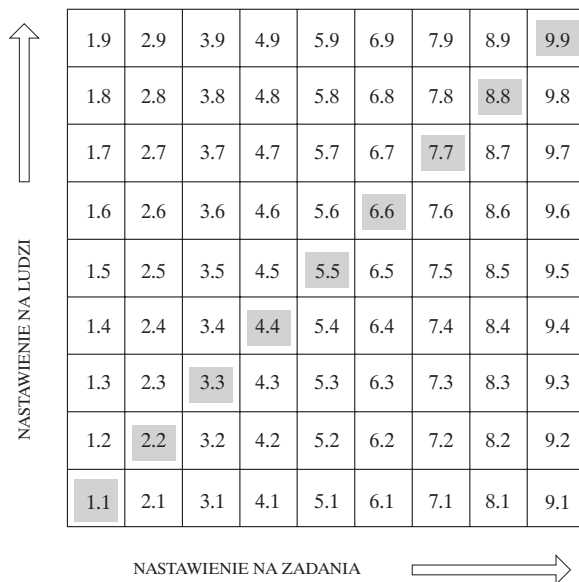 1.9 2.9 3.9 4.9 5.9 6.9 7.9 8.9 9.9
1.8 2.8 3.8 4.8 5.8 6.8 7.8 8.8 9.8
1.7 2.7 3.7 4.7 5.7 6.7 7.7 8.7 9.7
1.6 2.6 3.6 4.6 5.6 6.6 7.6 8.6 9.6
1.5 2.5 3.5 4.5 5.5 6.5 7.5 8.5 9.5
1.4 2.4 3.4 4.4 5.4 6.4 7.4 8.4 9.4
1.3 2.3 3.3 4.3 5.3 6.3 7.3 8.3 9.3
1.2 2.2 3.2 4.2 5.2 6.2 7.2 8.2 9.2
1.1 2.1 3.1 4.1 5.1 6.1 7.1 8.1 9.1
NASTAWIENIE NA LUDZI
NASTAWIENIE NA ZADANIA